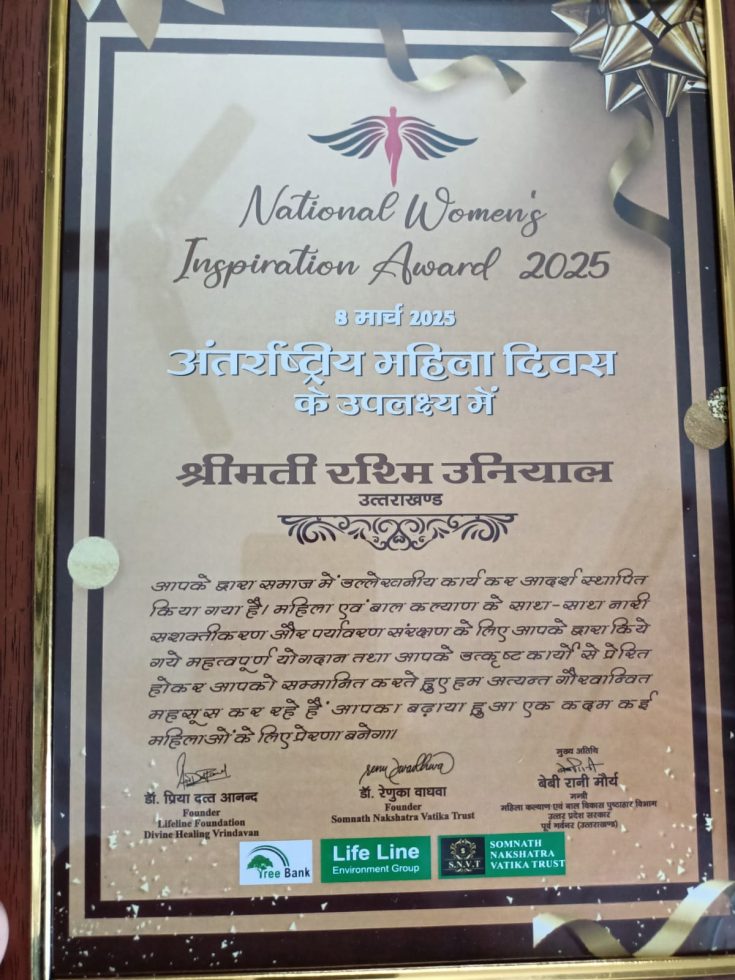 National Women's
Inspiration Award 2025
8 मार्च 2025
अंतर्राष्ट्रीय महिला दिवस
के उपलक्ष्य में
श्रीमती रश्मि उनियाल
उत्तराखण्ड
आपके द्वारा समाज में उल्लेखनीय कार्य कर आदर्श स्थापित
किया गया है। महिला एवं बाल कल्याण के साथ-साथ नारी
सशक्तीकरण और पर्यावरण संरक्षण के लिए आपके द्वारा किये
गये महत्वपूर्ण योगदान तथा आपके उत्कृष्ट कार्यों से प्रेरित
होकर आपको सम्मानित करते हुए हम अत्यन्त गौरवान्वित
महसूस कर रहे हैं आपका बढ़ाया हुआ एक कदम कई
महिलाओं के लिए प्रेरणा बनेगा।
डॉ. प्रिया दत्त आनन्द
Founder
Lifeline Foundation
Divine Healing Vrindavan
renu wadhwa
डॉ. रेणुका वाधवा
Founder
Somnath Nakshatra Vatika Trust
मुख्य अतिथि
बेबी रानी मौर्य
मन्त्री
महिला कल्याण एवं बाल विकास पुष्टाहार विभाग
उत्तर प्रदेश सरकार
पूर्व गवर्नर (उत्तराखण्ड)
Tree Bank
Life Line
Environment Group
S.N.V.T
SOMNATH
NAKSHATRA
VATIKA TRUST